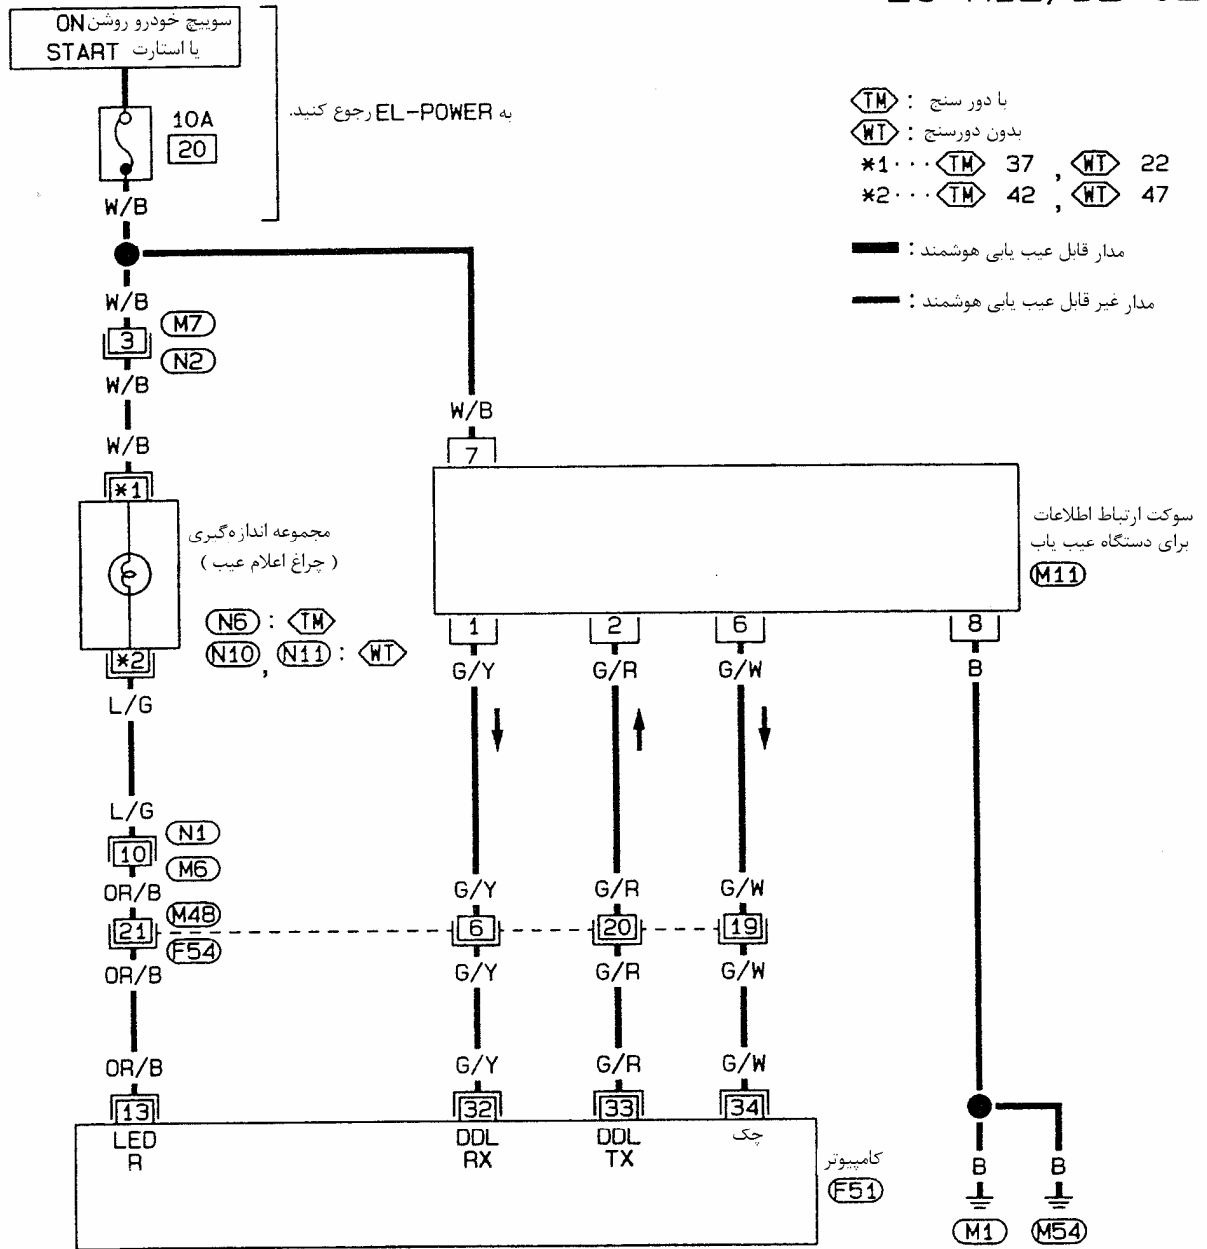 سوییچ خودرو روشن ON
یا استارت START
10A
20
به EL-POWER رجوع کنید.
با دور سنج : TM
بدون دورسنج : WT
*1··· TM 37 , WT 22
*2··· TM 42 , WT 47
مدار قابل عیب یابی هوشمند :
مدار غیر قابل عیب یابی هوشمند :
W/B
W/B
3
M7
N2
W/B
W/B
*1
W/B
7
مجموعه اندازه‌گیری
( چراغ اعلام عیب )
N6 : TM
N10 , N11 : WT
*2
سوکت ارتباط اطلاعات
برای دستگاه عیب یاب
M11
1 2 6 8
L/G G/Y G/R G/W B
L/G
10
N1
M6
OR/B G/Y G/R G/W
21 6 20 19
M48
F54
OR/B G/Y G/R G/W
OR/B G/Y G/R G/W
13 32 33 34
LED R
DDL RX
DDL TX
چک
کامپیوتر
F51
B B
M1 M54